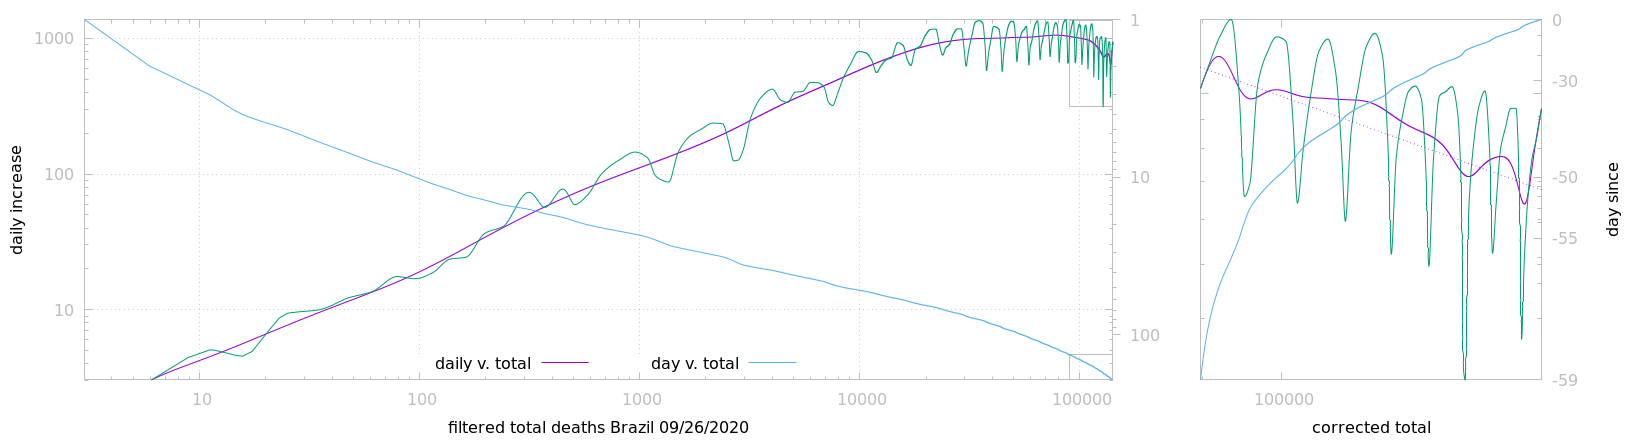 1000
100
10
daily increase
10
100
1000
10000
100000
filtered total deaths Brazil 09/26/2020
daily v. total
day v. total
1
10
100
100000
corrected total
0
-30
-50
-55
-59
day since